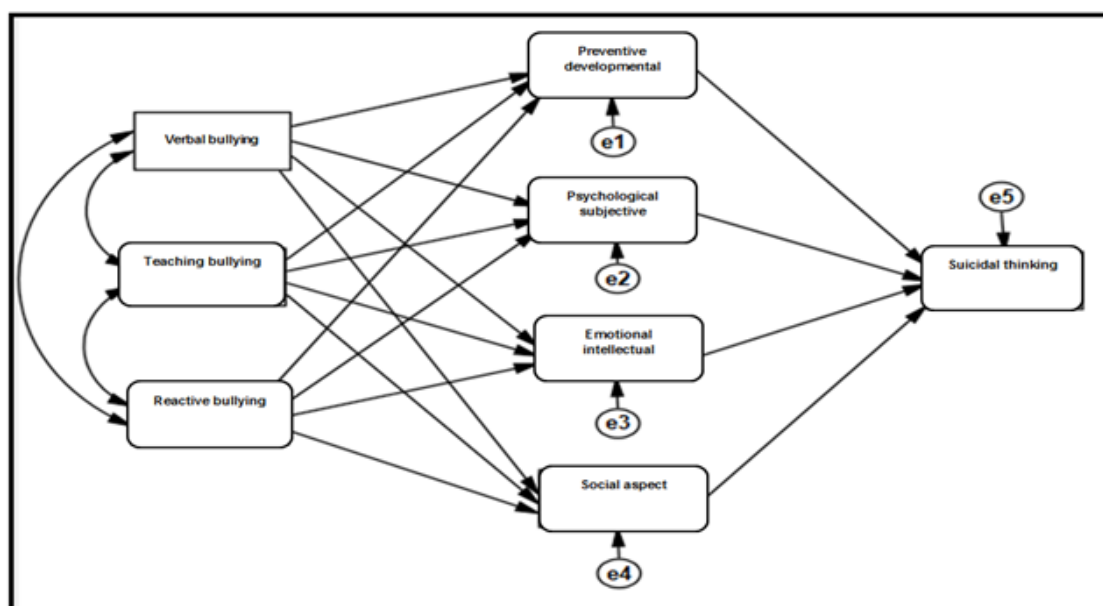 Preventive
developmental
e1
Verbal bullying
Psychological
subjective
e2
e5
Teaching bullying
Suicidal thinking
Emotional
intellectual
e3
Reactive bullying
Social aspect
e4